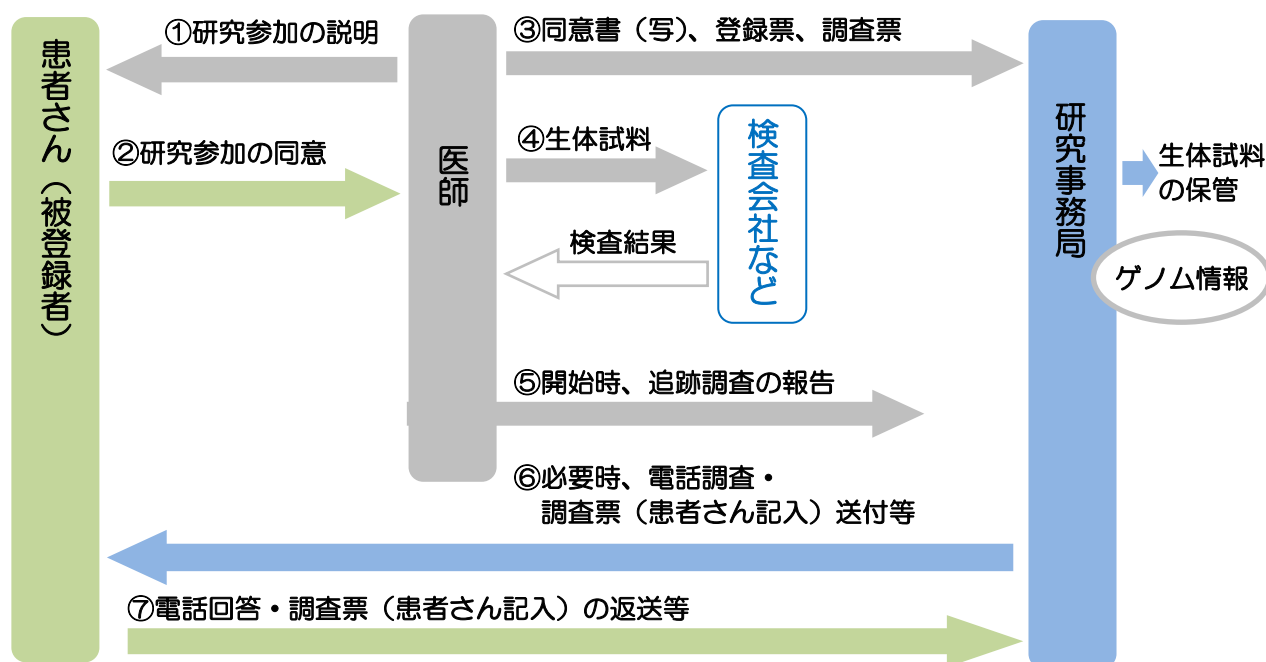 ①研究参加の説明
③同意書（写）、登録票、調査票
患者さん（被登録者）
②研究参加の同意
医師
④生体試料
検査会社など
検査結果
研究事務局
生体試料
の保管
ゲノム情報
⑤開始時、追跡調査の報告
⑥必要時、電話調査・
調査票（患者さん記入）送付等
⑦電話回答・調査票（患者さん記入）の返送等